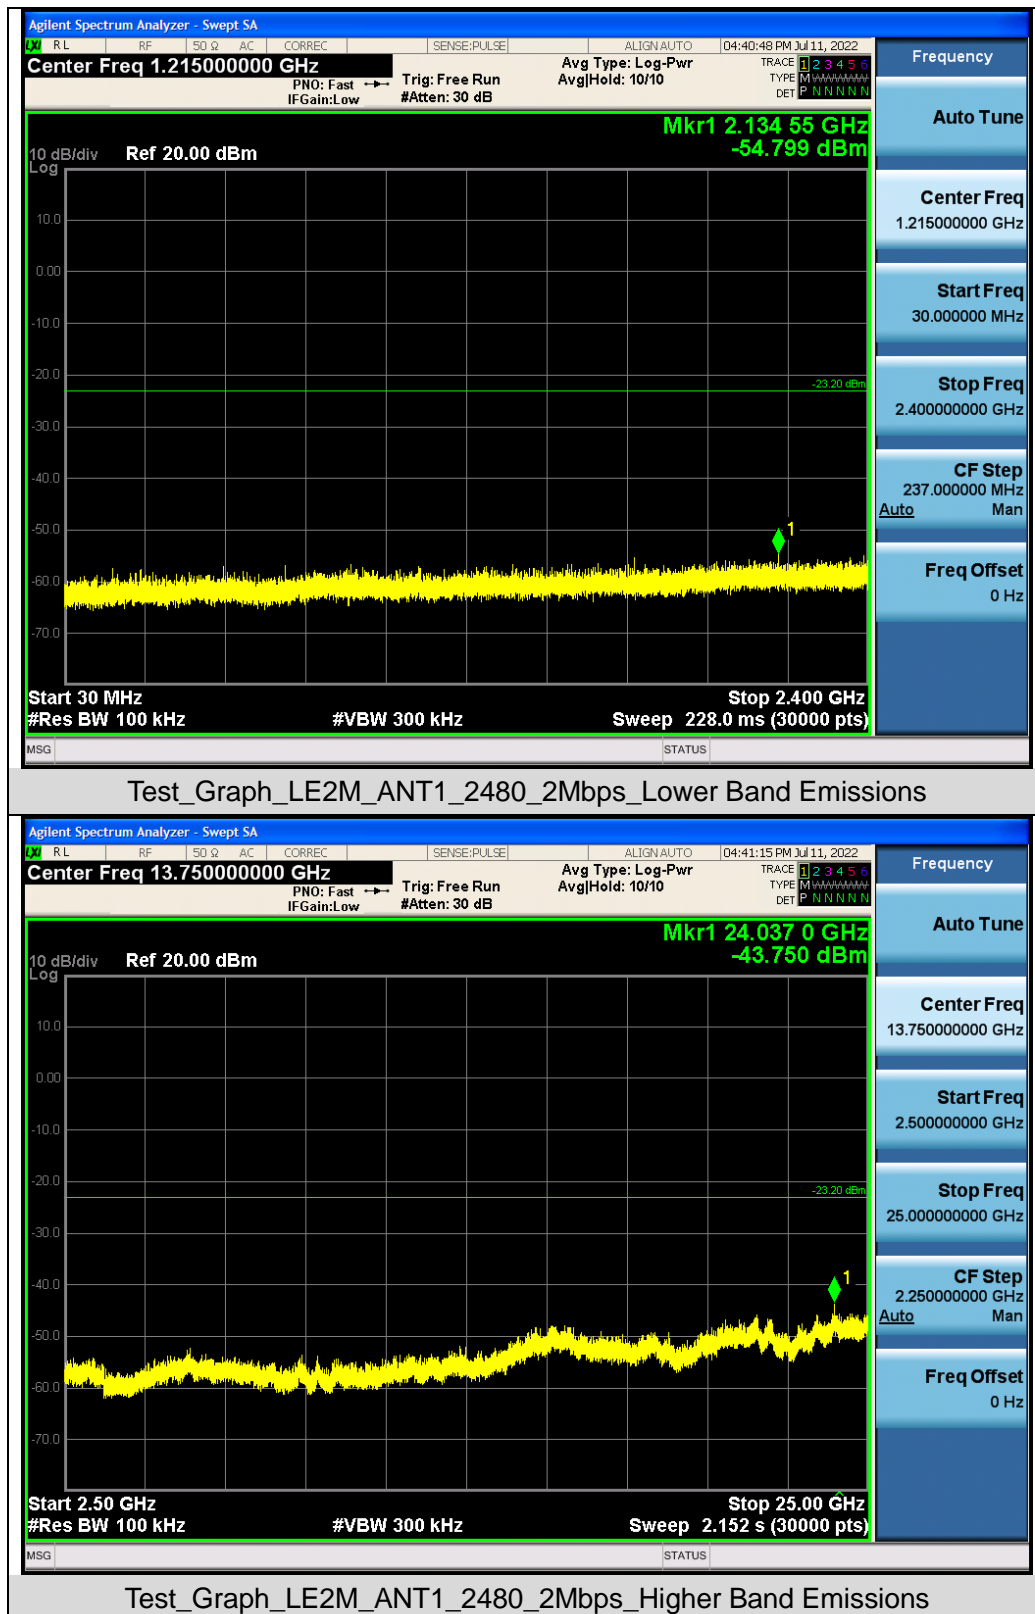 Agilent Spectrum Analyzer - Swept SA
LXI RL RF 50 Ω AC CORREC SENSE:PULSE ALIGN AUTO 04:40:48 PM Jul 11, 2022
Center Freq 1.215000000 GHz
PNO: Fast
IFGain:Low
Trig: Free Run
#Atten: 30 dB
Avg Type: Log-Pwr
Avg|Hold: 10/10
TRACE 1 2 3 4 5 6
TYPE M WWWWW
DET P N N N N N
Mkr1 2.134 55 GHz
-54.799 dBm
10 dB/div Ref 20.00 dBm
Log
10.0
0.00
-10.0
-20.0
-23.20 dBm
-30.0
-40.0
-50.0
1
-60.0
-70.0
Start 30 MHz Stop 2.400 GHz
#Res BW 100 kHz #VBW 300 kHz Sweep 228.0 ms (30000 pts)
MSG STATUS
Frequency
Auto Tune
Center Freq
1.215000000 GHz
Start Freq
30.000000 MHz
Stop Freq
2.400000000 GHz
CF Step
237.000000 MHz
Auto Man
Freq Offset
0 Hz
Test_Graph_LE2M_ANT1_2480_2Mbps_Lower Band Emissions
Agilent Spectrum Analyzer - Swept SA
LXI RL RF 50 Ω AC CORREC SENSE:PULSE ALIGN AUTO 04:41:15 PM Jul 11, 2022
Center Freq 13.750000000 GHz
PNO: Fast
IFGain:Low
Trig: Free Run
#Atten: 30 dB
Avg Type: Log-Pwr
Avg|Hold: 10/10
TRACE 1 2 3 4 5 6
TYPE M WWWWW
DET P N N N N N
Mkr1 24.037 0 GHz
-43.750 dBm
10 dB/div Ref 20.00 dBm
Log
10.0
0.00
-10.0
-20.0
-23.20 dBm
-30.0
-40.0
1
-50.0
-60.0
-70.0
Start 2.50 GHz Stop 25.00 GHz
#Res BW 100 kHz #VBW 300 kHz Sweep 2.152 s (30000 pts)
MSG STATUS
Frequency
Auto Tune
Center Freq
13.750000000 GHz
Start Freq
2.500000000 GHz
Stop Freq
25.000000000 GHz
CF Step
2.250000000 GHz
Auto Man
Freq Offset
0 Hz
Test_Graph_LE2M_ANT1_2480_2Mbps_Higher Band Emissions